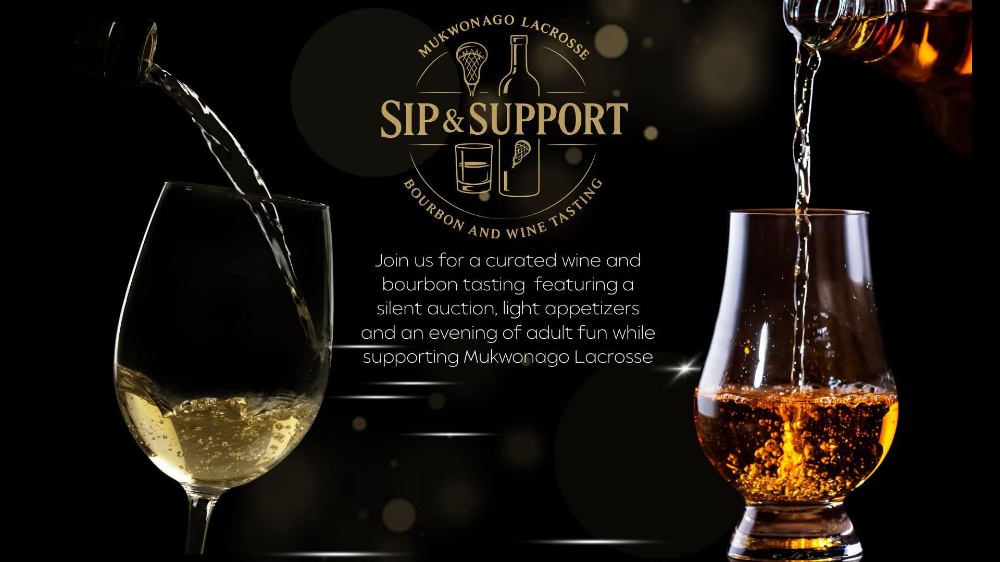 MUKWONAGO LACROSSE
SIP & SUPPORT
BOURBON AND WINE TASTING
Join us for a curated wine and
bourbon tasting  featuring a
silent auction, light appetizers
and an evening of adult fun while
supporting Mukwonago Lacrosse